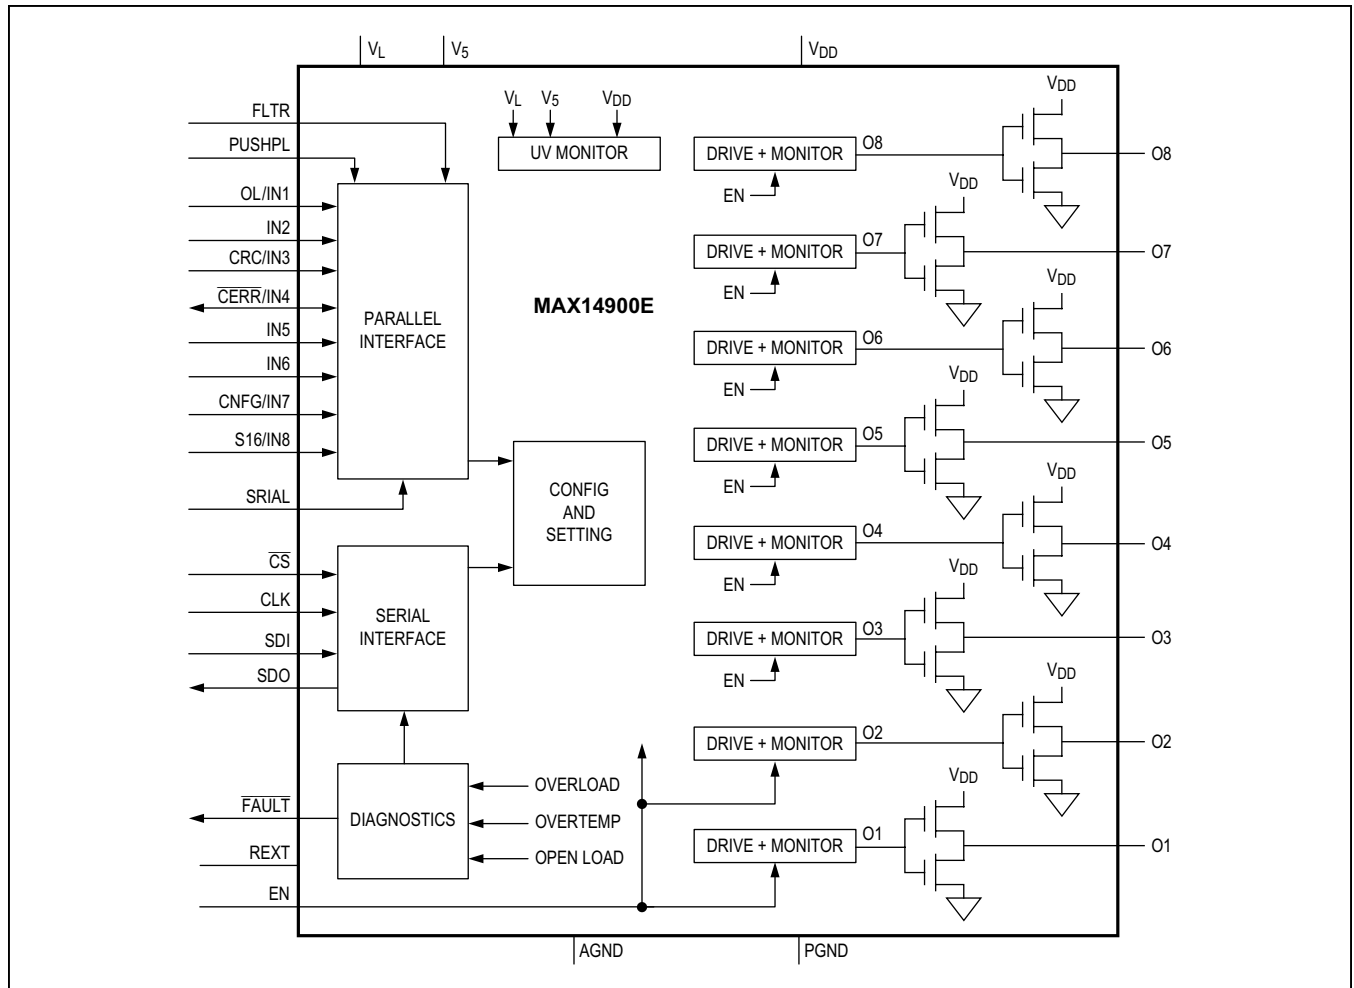 VL
V5
VDD
FLTR
PUSHPL
OL/IN1
IN2
CRC/IN3
CERR/IN4
IN5
IN6
CNFG/IN7
S16/IN8
SRIAL
CS
CLK
SDI
SDO
FAULT
REXT
EN
PARALLEL
INTERFACE
SERIAL
INTERFACE
DIAGNOSTICS
VL
V5
VDD
UV MONITOR
MAX14900E
CONFIG
AND
SETTING
OVERLOAD
OVERTEMP
OPEN LOAD
DRIVE + MONITOR
O8
EN
VDD
O8
DRIVE + MONITOR
O7
EN
VDD
O7
DRIVE + MONITOR
O6
EN
VDD
O6
DRIVE + MONITOR
O5
EN
VDD
O5
DRIVE + MONITOR
O4
EN
VDD
O4
DRIVE + MONITOR
O3
EN
VDD
O3
DRIVE + MONITOR
O2
VDD
O2
DRIVE + MONITOR
O1
VDD
O1
AGND
PGND